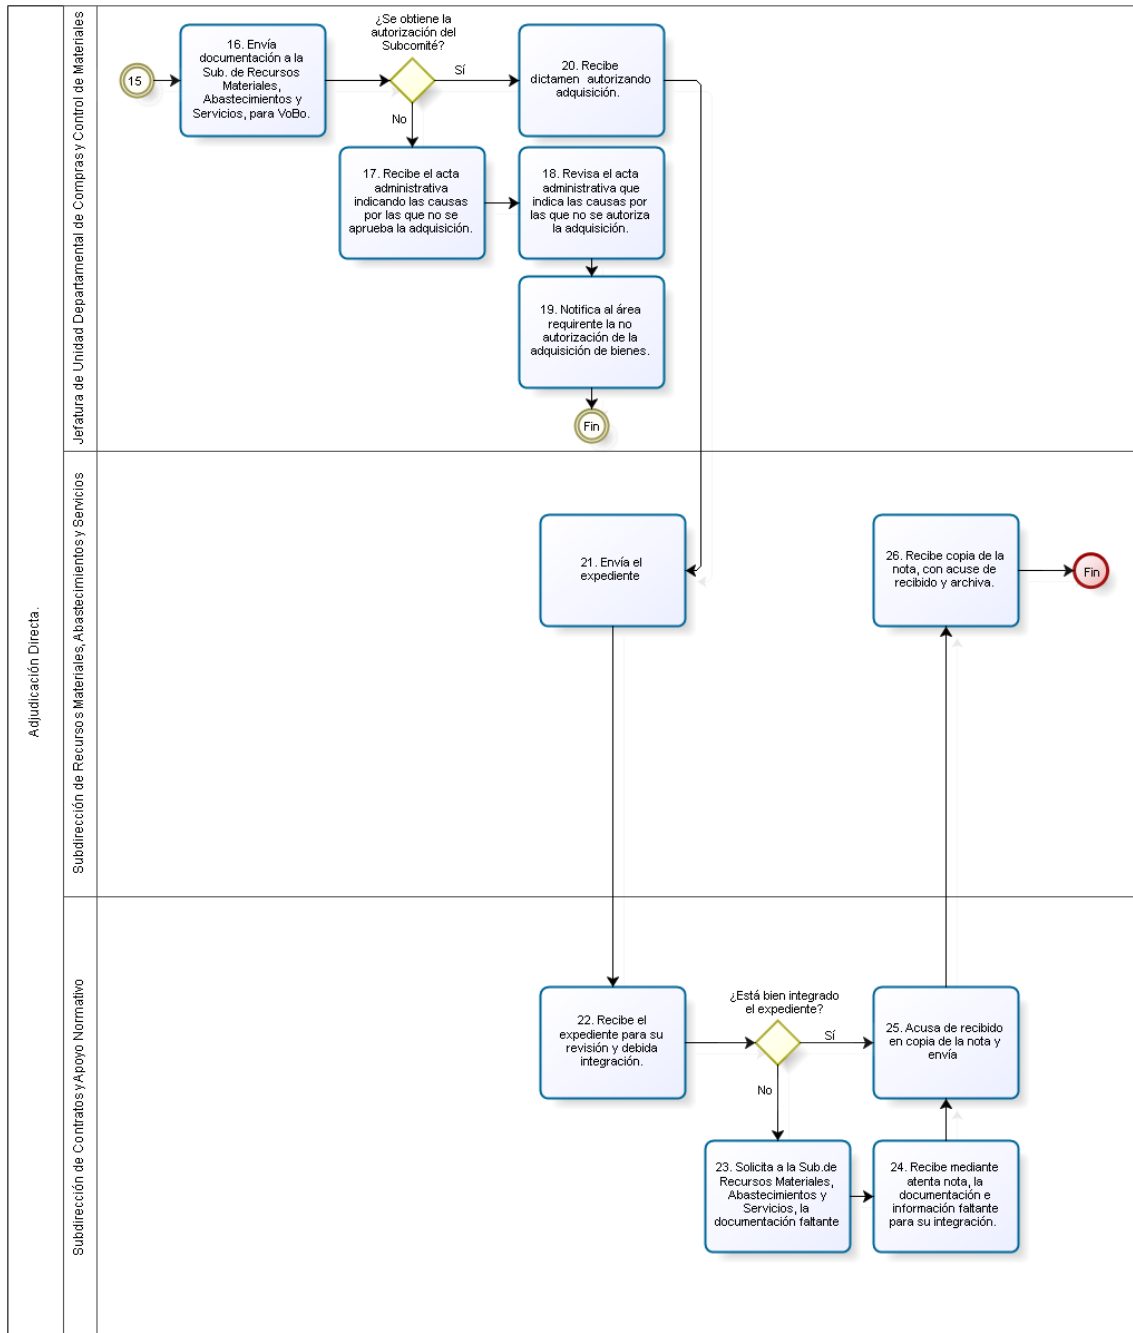 Adjudicación Directa.
Jefatura de Unidad Departamental de Compras y Control de Materiales
15
16. Envía
documentación a la
Sub. de Recursos
Materiales,
Abastecimientos y
Servicios, para VoBo.
¿Se obtiene la
autorización del
Subcomité?
Sí
No
20. Recibe
dictamen autorizando
adquisición.
17. Recibe el acta
administrativa
indicando las causas
por las que no se
aprueba la adquisición.
18. Revisa el acta
administrativa que
indica las causas por
las que no se autoriza
la adquisición.
19. Notifica al área
requirente la no
autorización de la
adquisición de bienes.
Fin
Subdirección de Recursos Materiales, Abastecimientos y Servicios
21. Envía el
expediente
26. Recibe copia de la
nota, con acuse de
recibido y archiva.
Fin
Subdirección de Contratos y Apoyo Normativo
22. Recibe el
expediente para su
revisión y debida
integración.
¿Está bien integrado
el expediente?
Sí
No
25. Acusa de recibido
en copia de la nota y
envía
23. Solicita a la Sub.de
Recursos Materiales,
Abastecimientos y
Servicios, la
documentación faltante
24. Recibe mediante
atenta nota, la
documentación e
información faltante
para su integración.